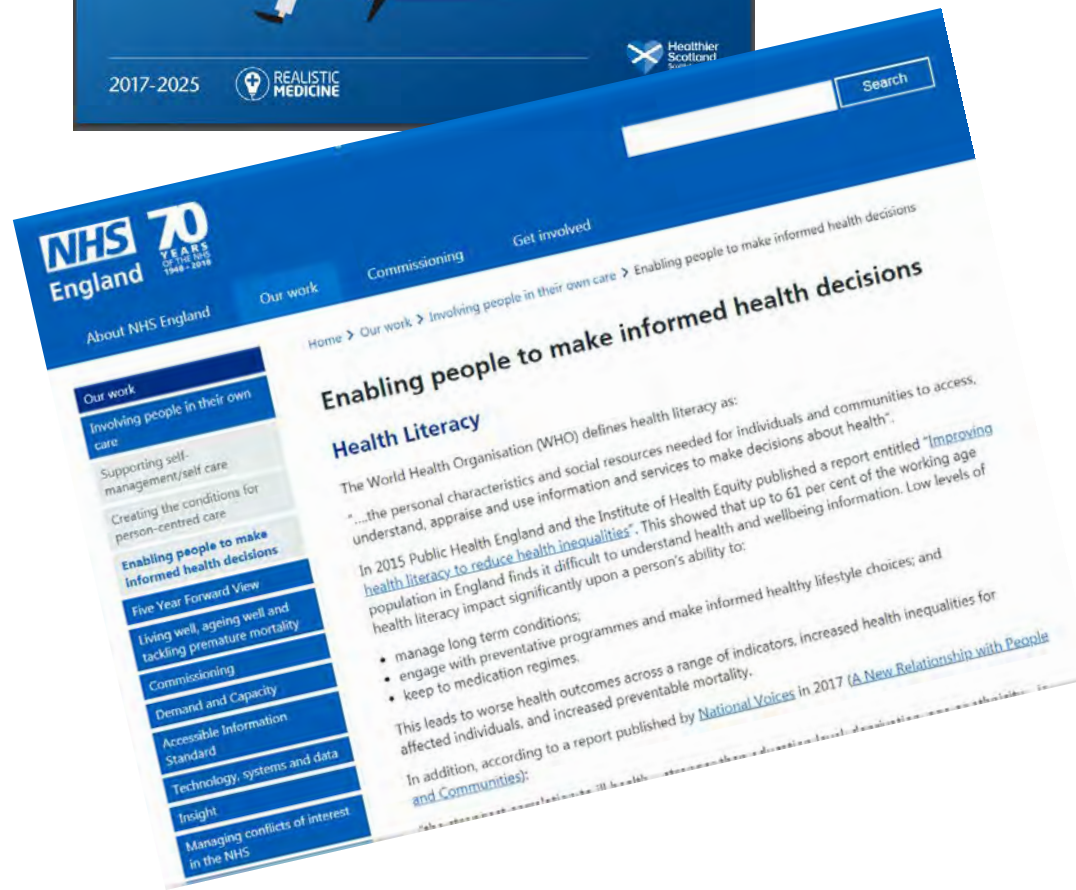 2017-2025
REALISTIC
MEDICINE
Healthier
Scotland
Search
NHS
England
70
YEARS
OF THE NHS
1948 - 2018
About NHS England
Our work
Commissioning
Get involved
Home > Our work > Involving people in their own care > Enabling people to make informed health decisions
Our work
Involving people in their own
care
Supporting self-
management/self care
Creating the conditions for
person-centred care
Enabling people to make
informed health decisions
Five Year Forward View
Living well, ageing well and
tackling premature mortality
Commissioning
Demand and Capacity
Accessible Information
Standard
Technology, systems and data
Insight
Managing conflicts of interest
in the NHS
Enabling people to make informed health decisions
Health Literacy
The World Health Organisation (WHO) defines health literacy as:
"....the personal characteristics and social resources needed for individuals and communities to access,
understand, appraise and use information and services to make decisions about health".
In 2015 Public Health England and the Institute of Health Equity published a report entitled "Improving
health literacy to reduce health inequalities". This showed that up to 61 per cent of the working age
population in England finds it difficult to understand health and wellbeing information. Low levels of
health literacy impact significantly upon a person's ability to:
• manage long term conditions;
• engage with preventative programmes and make informed healthy lifestyle choices; and
• keep to medication regimes.
This leads to worse health outcomes across a range of indicators, increased health inequalities for
affected individuals, and increased preventable mortality.
In addition, according to a report published by National Voices in 2017 (A New Relationship with People
and Communities):